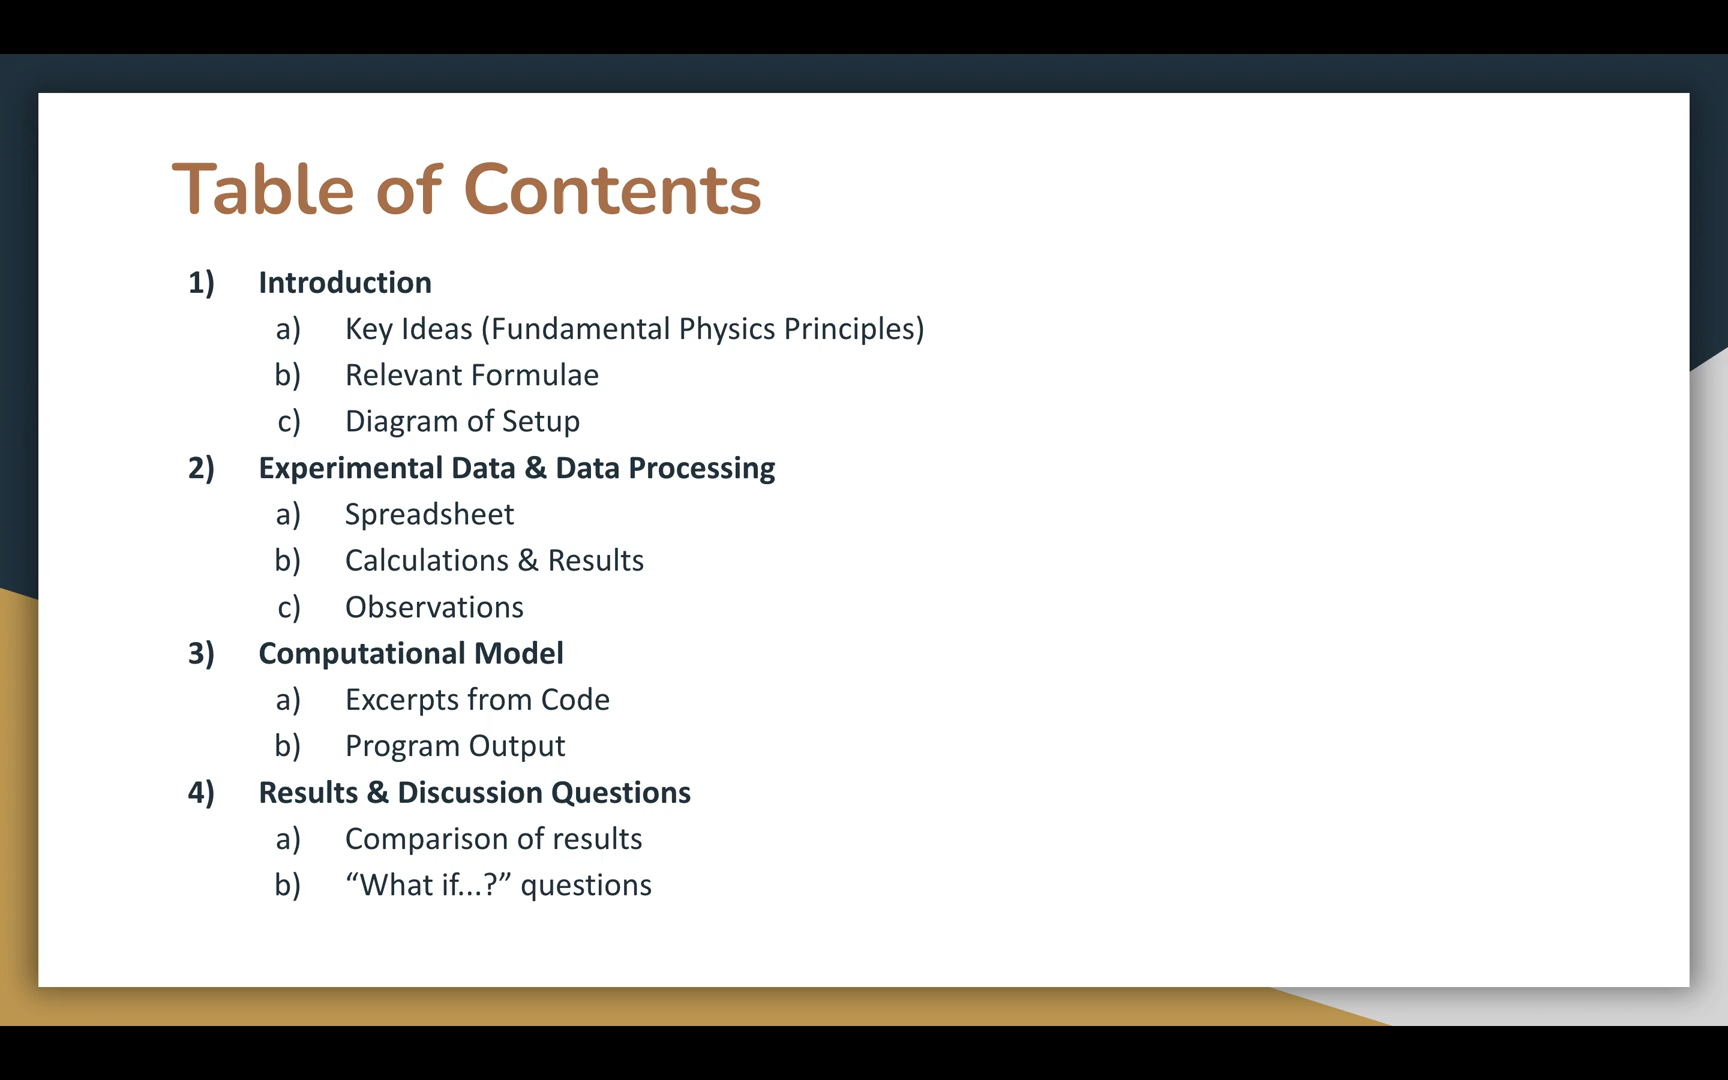 Table of Contents
1) Introduction
a) Key Ideas (Fundamental Physics Principles)
b) Relevant Formulae
c) Diagram of Setup
2) Experimental Data & Data Processing
a) Spreadsheet
b) Calculations & Results
c) Observations
3) Computational Model
a) Excerpts from Code
b) Program Output
4) Results & Discussion Questions
a) Comparison of results
b) “What if...?” questions